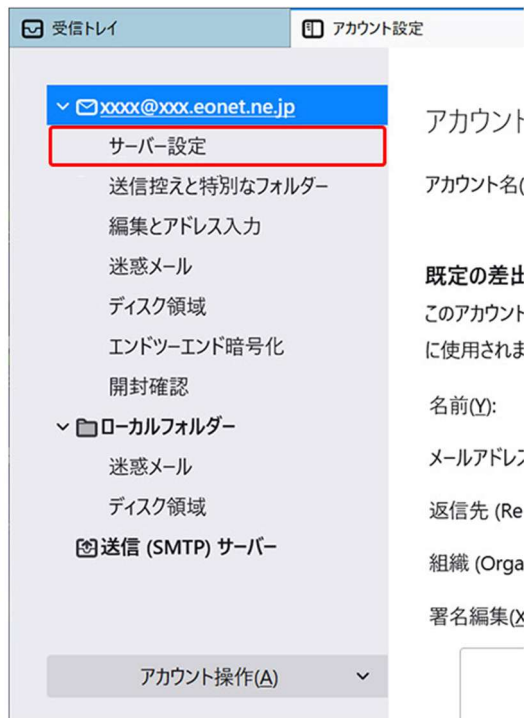 受信トレイ
アカウント設定
xxxx@xxx.eonet.ne.jp
サーバー設定
送信控えと特別なフォルダー
編集とアドレス入力
迷惑メール
ディスク領域
エンドツーエンド暗号化
開封確認
ローカルフォルダー
迷惑メール
ディスク領域
送信 (SMTP) サーバー
アカウント操作(A)
アカウント
アカウント名(
既定の差出
このアカウント
に使用されま
名前(Y):
メールアドレス
返信先 (Re
組織 (Orga
署名編集(X